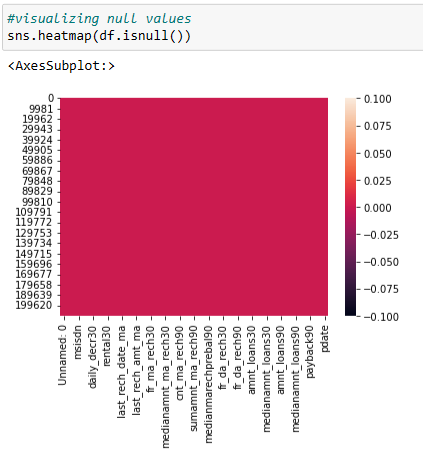 #visualizing null values
sns.heatmap(df.isnull())
<AxesSubplot:>
0
9981
19962
29943
39924
49905
59886
69867
79848
89829
99810
109791
119772
129753
139734
149715
159696
169677
179658
189639
199620
0.100
0.075
0.050
0.025
0.000
−0.025
−0.050
−0.075
−0.100
Unnamed: 0
msisdn
daily_decr30
rental30
last_rech_date_ma
last_rech_amt_ma
fr_ma_rech30
medianamnt_ma_rech30
cnt_ma_rech90
sumamnt_ma_rech90
medianmarechprebal90
fr_da_rech30
fr_da_rech90
amnt_loans30
medianamnt_loans30
amnt_loans90
medianamnt_loans90
payback90
pdate